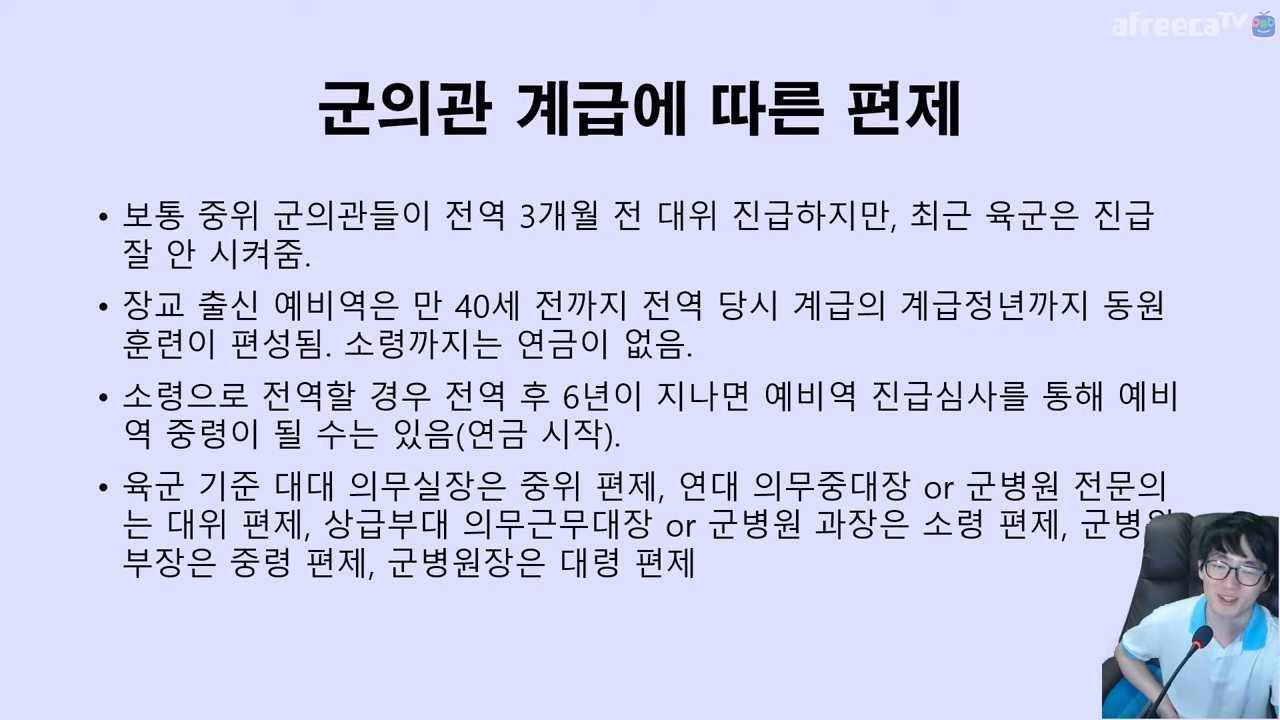 afreecaTV
군의관 계급에 따른 편제
• 보통 중위 군의관들이 전역 3개월 전 대위 진급하지만, 최근 육군은 진급
잘 안 시켜줌.
• 장교 출신 예비역은 만 40세 전까지 전역 당시 계급의 계급정년까지 동원
훈련이 편성됨. 소령까지는 연금이 없음.
• 소령으로 전역할 경우 전역 후 6년이 지나면 예비역 진급심사를 통해 예비
역 중령이 될 수는 있음(연금 시작).
• 육군 기준 대대 의무실장은 중위 편제, 연대 의무중대장 or 군병원 전문의
는 대위 편제, 상급부대 의무근무대장 or 군병원 과장은 소령 편제, 군병원
부장은 중령 편제, 군병원장은 대령 편제